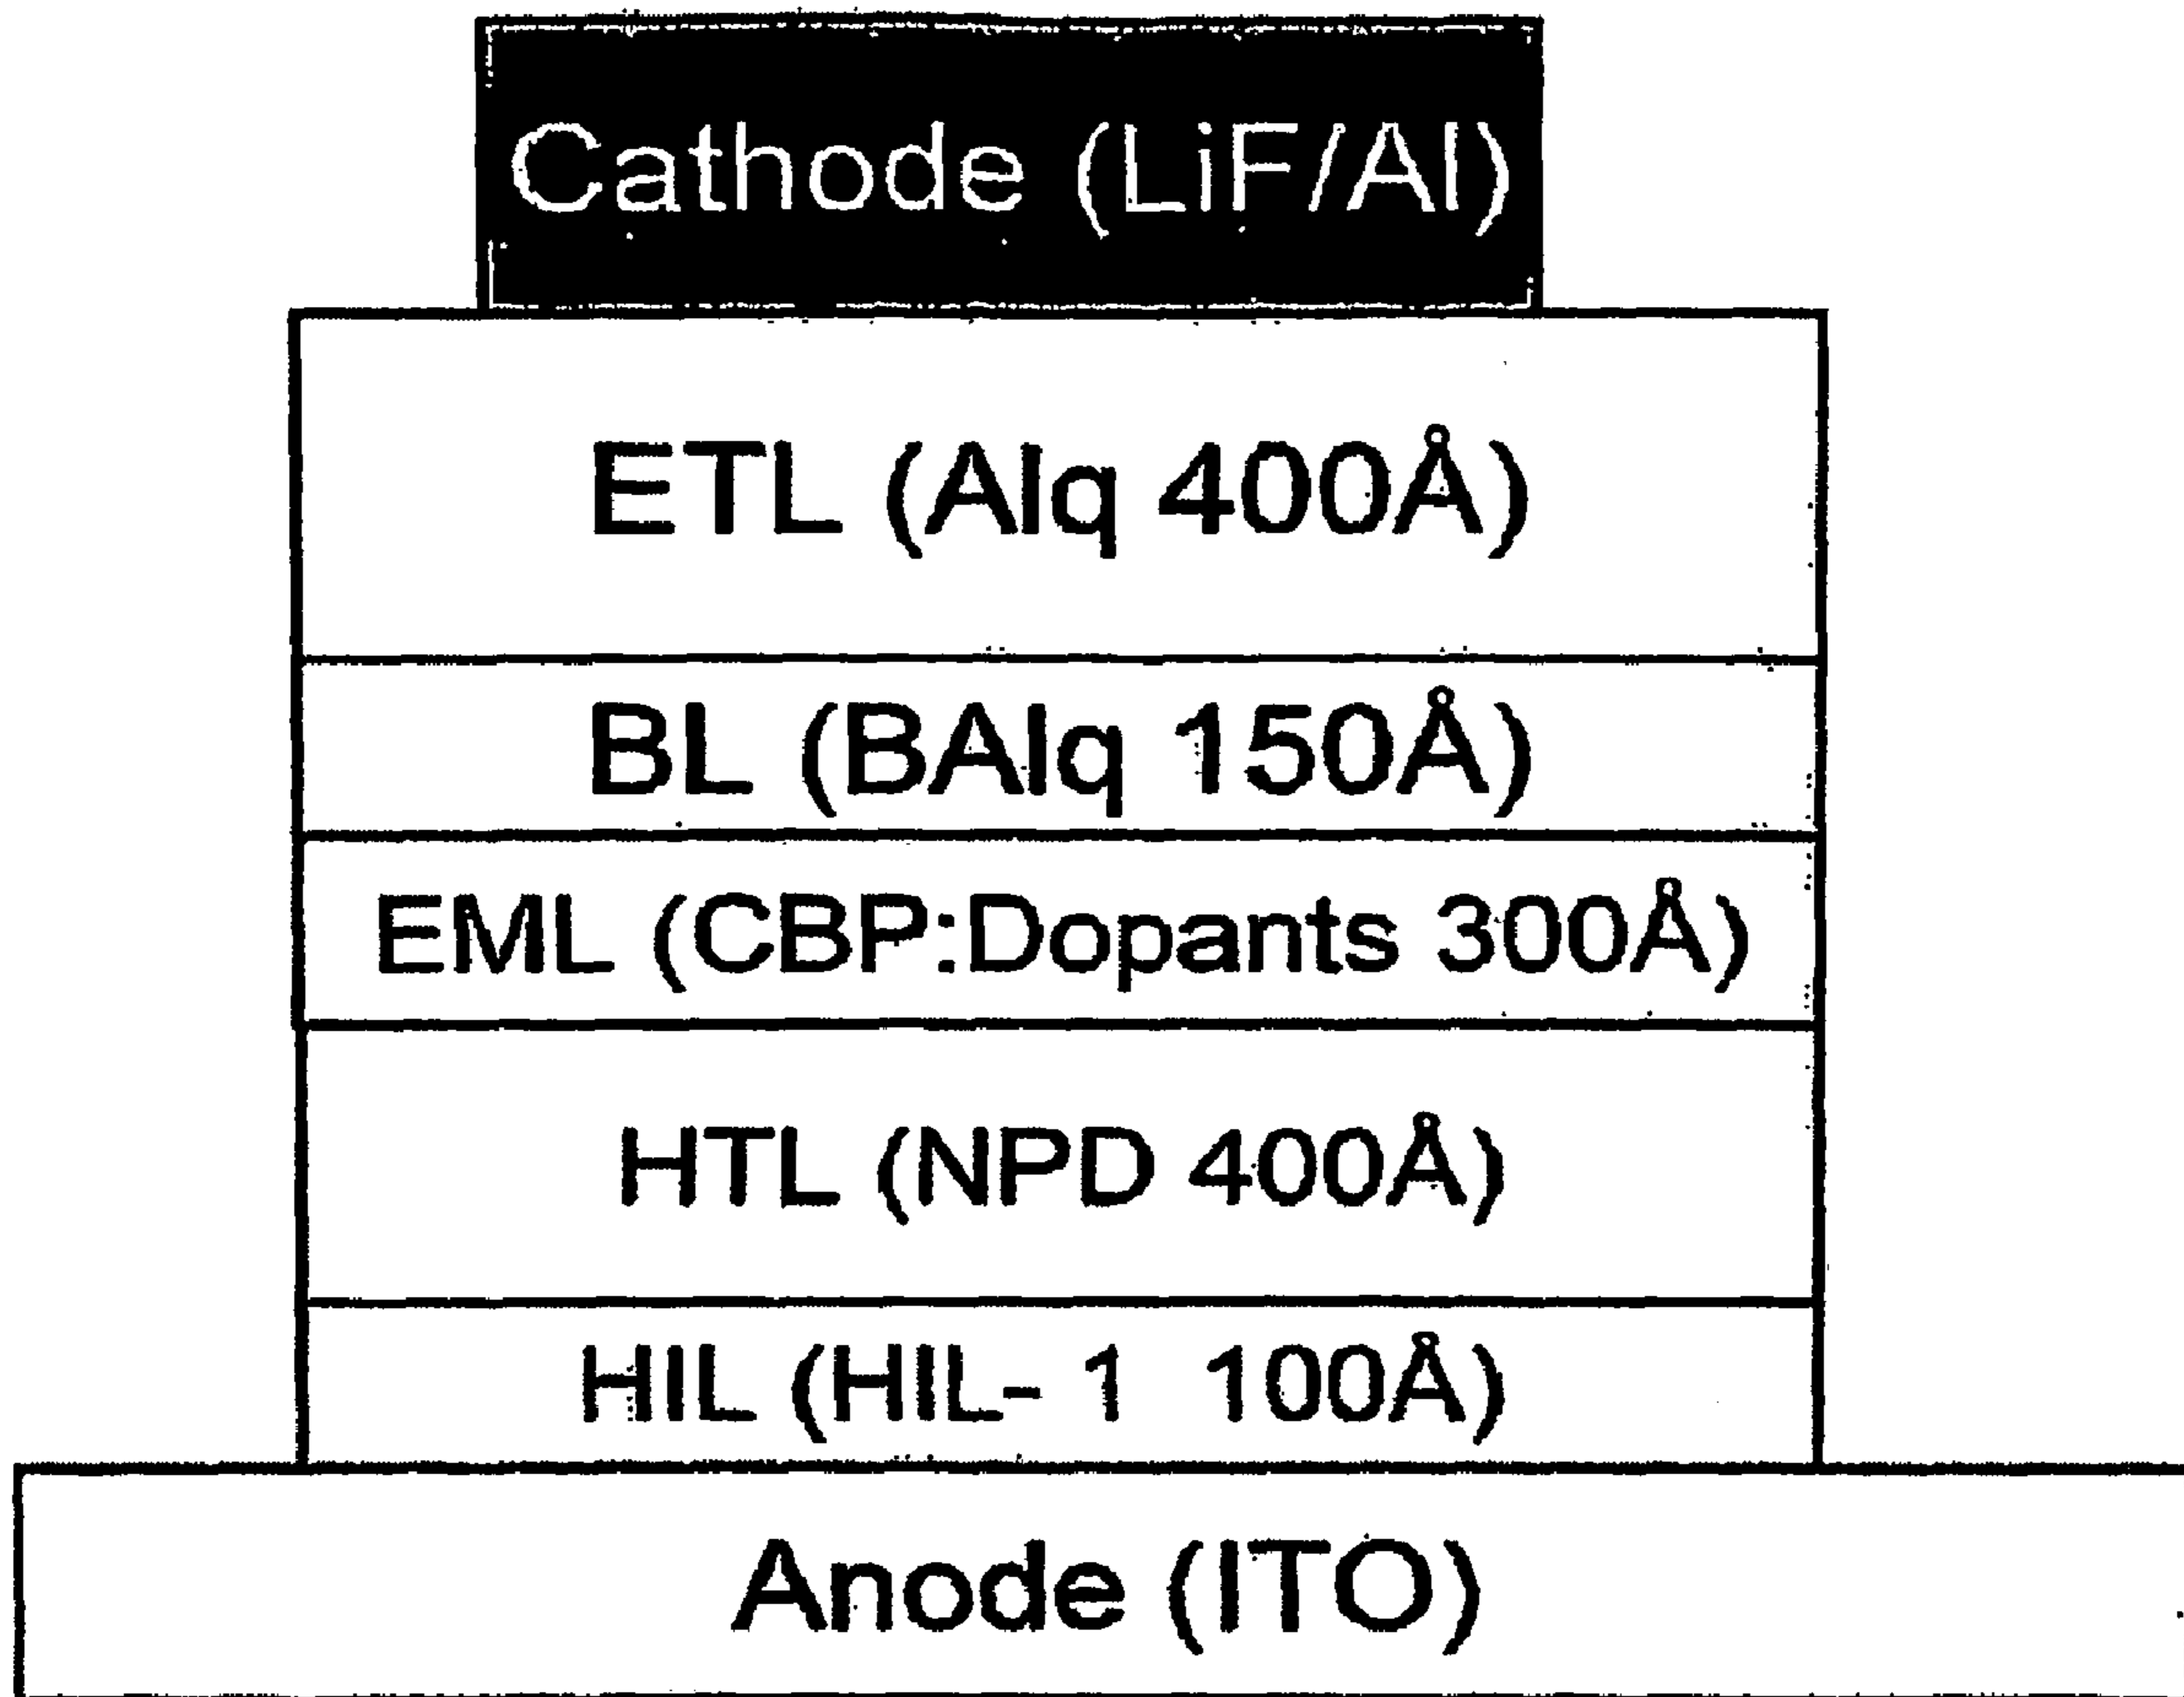 Cathode (LiF/Al)
ETL (Alq 400Å)
BL (BAlq 150Å)
EML (CBP:Dopants 300Å)
HTL (NPD 400Å)
HIL (HIL- 1 100Å)
Anode (ITO)